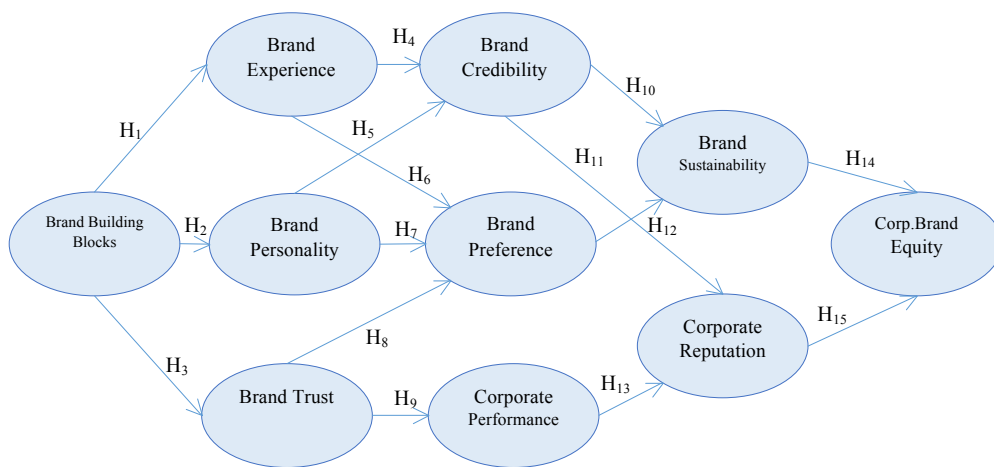 Brand
Experience
H₄
Brand
Credibility
H₁₀
H₁
H₅
H₁₁
Brand
Sustainability
H₁₄
H₆
Brand Building
Blocks
H₂
Brand
Personality
H₇
Brand
Preference
H₁₂
Corp.Brand
Equity
H₃
H₈
Corporate
Reputation
H₁₅
Brand Trust
H₉
Corporate
Performance
H₁₃